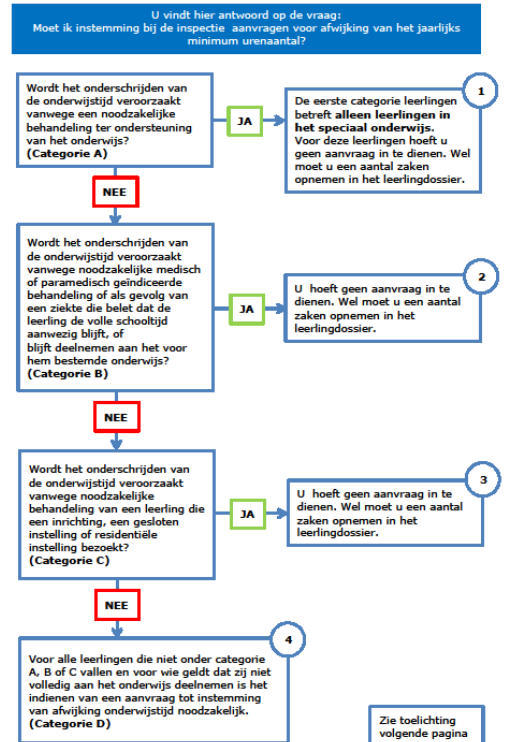 U vindt hier antwoord op de vraag:
Moet ik instemming bij de inspectie aanvragen voor afwijking van het jaarlijks
minimum urenaantal?
Wordt het onderschrijden van
de onderwijstijd veroorzaakt
vanwege een noodzakelijke
behandeling ter ondersteuning
van het onderwijs?
(Categorie A)
JA
1
De eerste categorie leerlingen
betreft alleen leerlingen in
het speciaal onderwijs.
Voor deze leerlingen hoeft u
geen aanvraag in te dienen. Wel
moet u een aantal zaken
opnemen in het leerlingdossier.
NEE
Wordt het onderschrijden van
de onderwijstijd veroorzaakt
vanwege noodzakelijke medisch
of paramedisch geïndiceerde
behandeling of als gevolg van
een ziekte die belet dat de
leerling de volle schooltijd
aanwezig blijft, of
blijft deelnemen aan het voor
hem bestemde onderwijs?
(Categorie B)
JA
2
U hoeft geen aanvraag in te
dienen. Wel moet u een aantal
zaken opnemen in het
leerlingdossier.
NEE
Wordt het onderschrijden van
de onderwijstijd veroorzaakt
vanwege noodzakelijke
behandeling van een leerling die
een inrichting, een gesloten
instelling of residentiële
instelling bezoekt?
(Categorie C)
JA
3
U hoeft geen aanvraag in te
dienen. Wel moet u een aantal
zaken opnemen in het
leerlingdossier.
NEE
4
Voor alle leerlingen die niet onder categorie
A, B of C vallen en voor wie geldt dat zij niet
volledig aan het onderwijs deelnemen is het
indienen van een aanvraag tot instemming
van afwijking onderwijstijd noodzakelijk.
(Categorie D)
Zie toelichting
volgende pagina